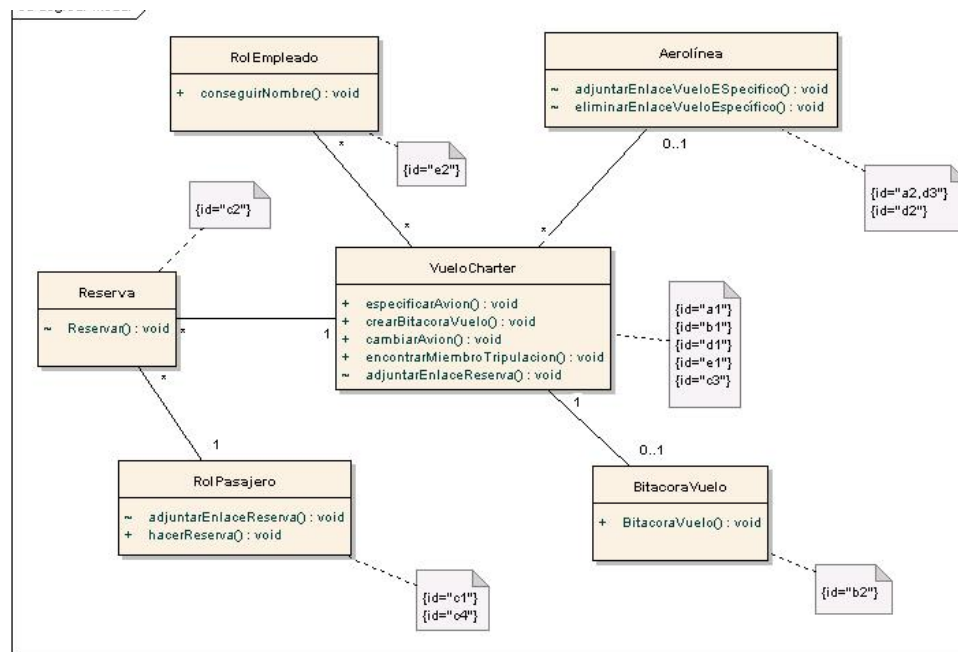 RolEmpleado
+ conseguirNombre() : void
Aerolínea
~ adjuntarEnlaceVueloESpecifico() : void
~ eliminarEnlaceVueloEspecífico() : void
*
0..1
{id="e2"}
{id="a2,d3"}
{id="d2"}
{id="c2"}
*
*
VueloCharter
+ especificarAvion() : void
+ crearBitacoraVuelo() : void
+ cambiarAvion() : void
+ encontrarMiembroTripulacion() : void
~ adjuntarEnlaceReserva() : void
Reserva
~ Reservar() : void
*
1
{id="a1"}
{id="b1"}
{id="d1"}
{id="e1"}
{id="c3"}
*
1
1
0..1
RolPasajero
~ adjuntarEnlaceReserva() : void
+ hacerReserva() : void
BitacoraVuelo
+ BitacoraVuelo() : void
{id="c1"}
{id="c4"}
{id="b2"}